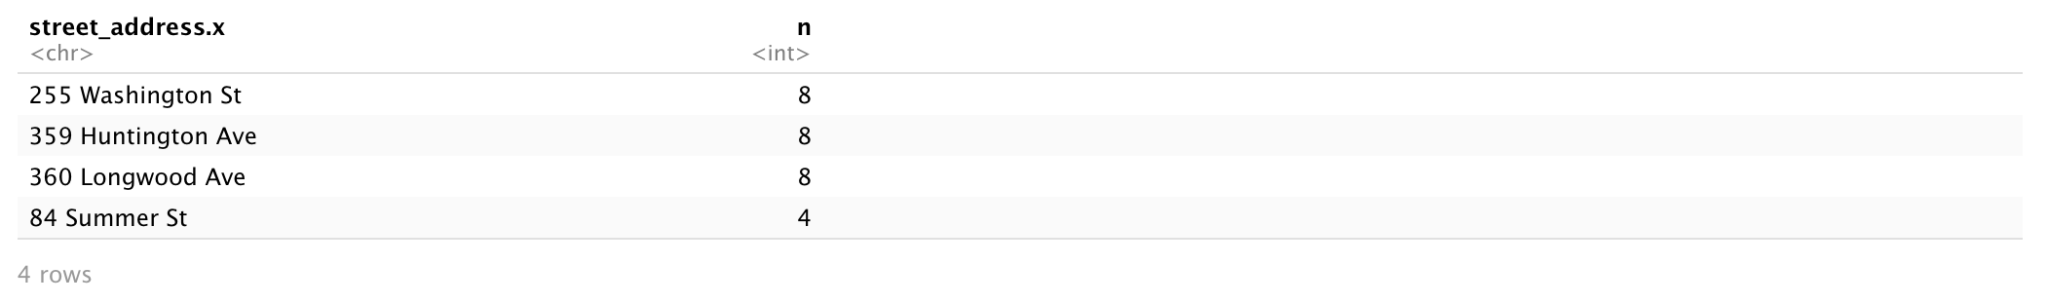 street_address.x n
<chr> <int>
255 Washington St 8
359 Huntington Ave 8
360 Longwood Ave 8
84 Summer St 4
4 rows